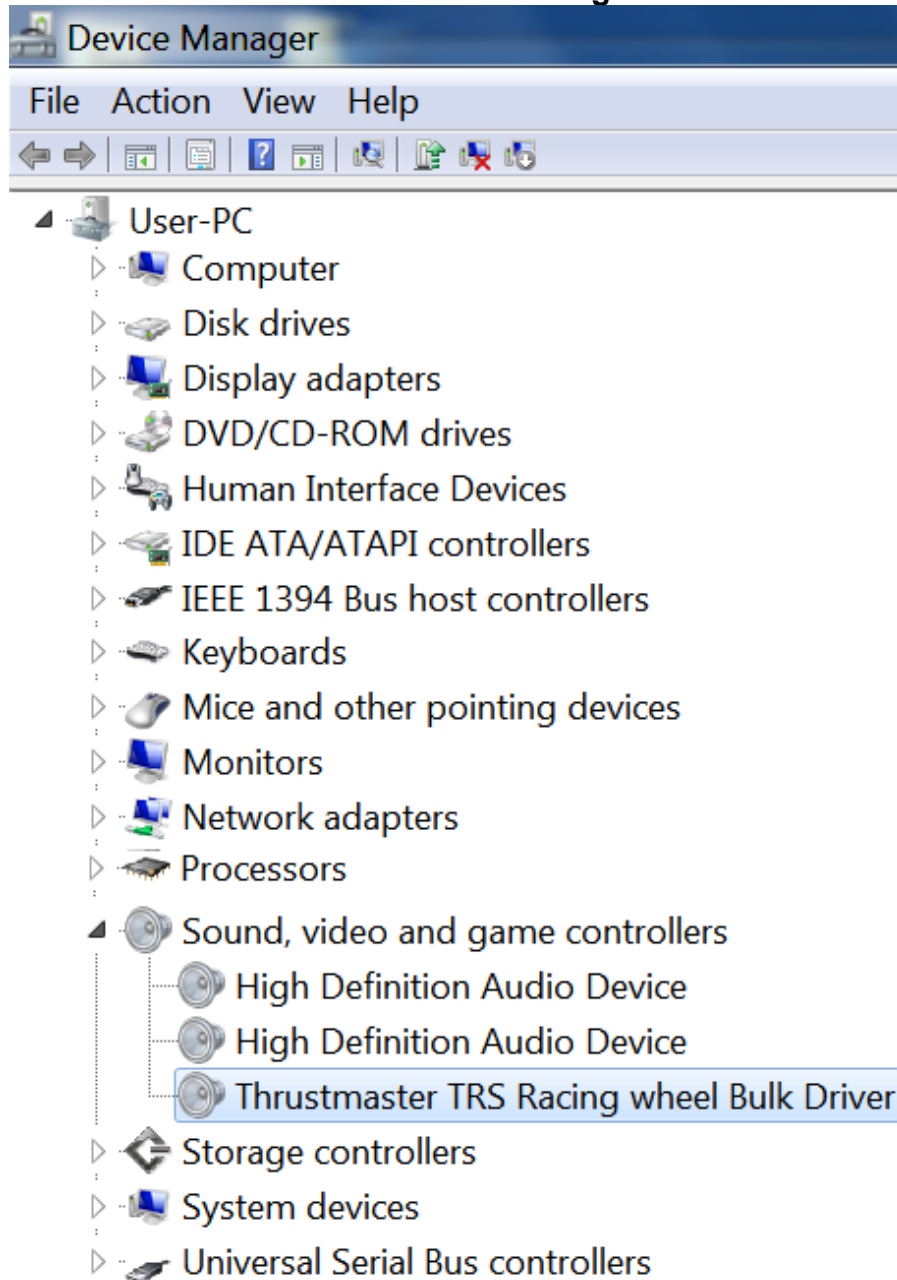 Device Manager
File Action View Help
User-PC
Computer
Disk drives
Display adapters
DVD/CD-ROM drives
Human Interface Devices
IDE ATA/ATAPI controllers
IEEE 1394 Bus host controllers
Keyboards
Mice and other pointing devices
Monitors
Network adapters
Processors
Sound, video and game controllers
High Definition Audio Device
High Definition Audio Device
Thrustmaster TRS Racing wheel Bulk Driver
Storage controllers
System devices
Universal Serial Bus controllers